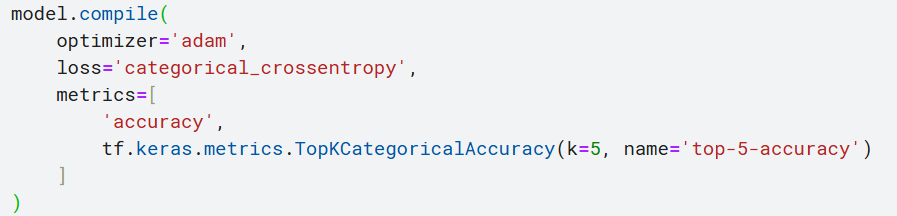 model.compile(
    optimizer='adam',
    loss='categorical_crossentropy',
    metrics=[
        'accuracy',
        tf.keras.metrics.TopKCategoricalAccuracy(k=5, name='top-5-accuracy')
    ]
)